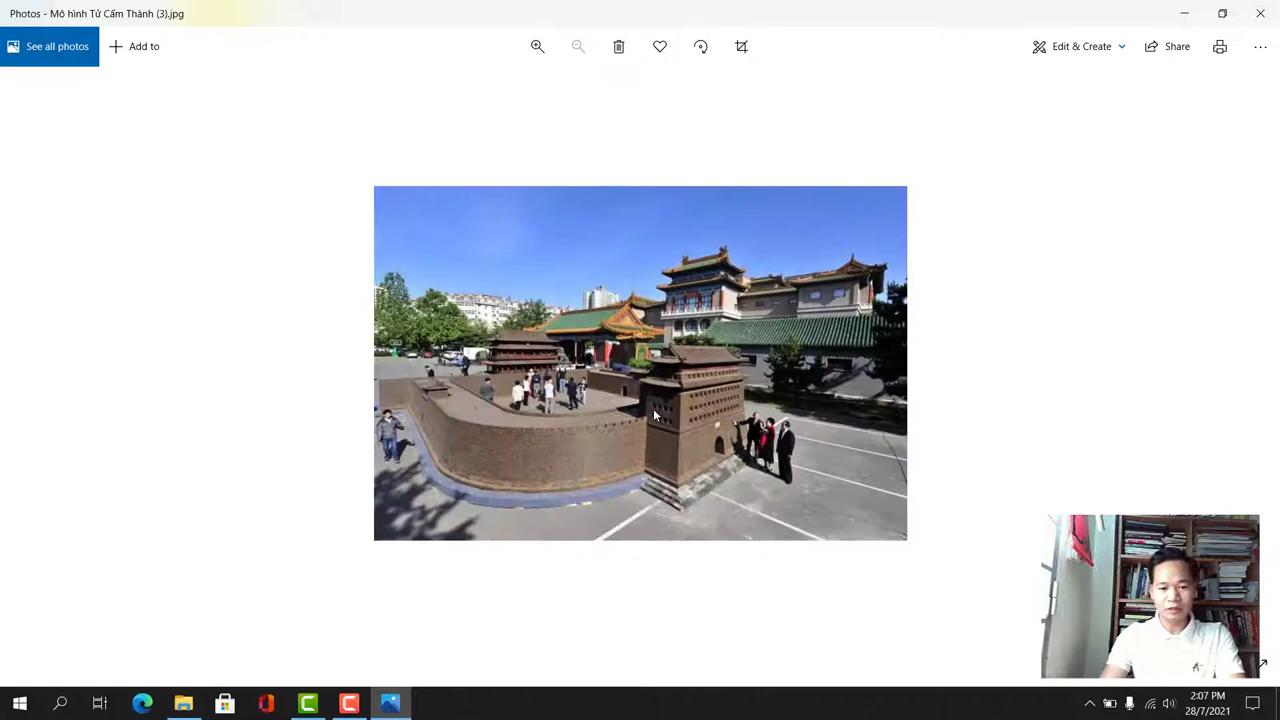 Photos - Mô hình Tử Cấm Thành (3).jpg
See all photos
Add to
Edit & Create
Share
2:07 PM
28/7/2021